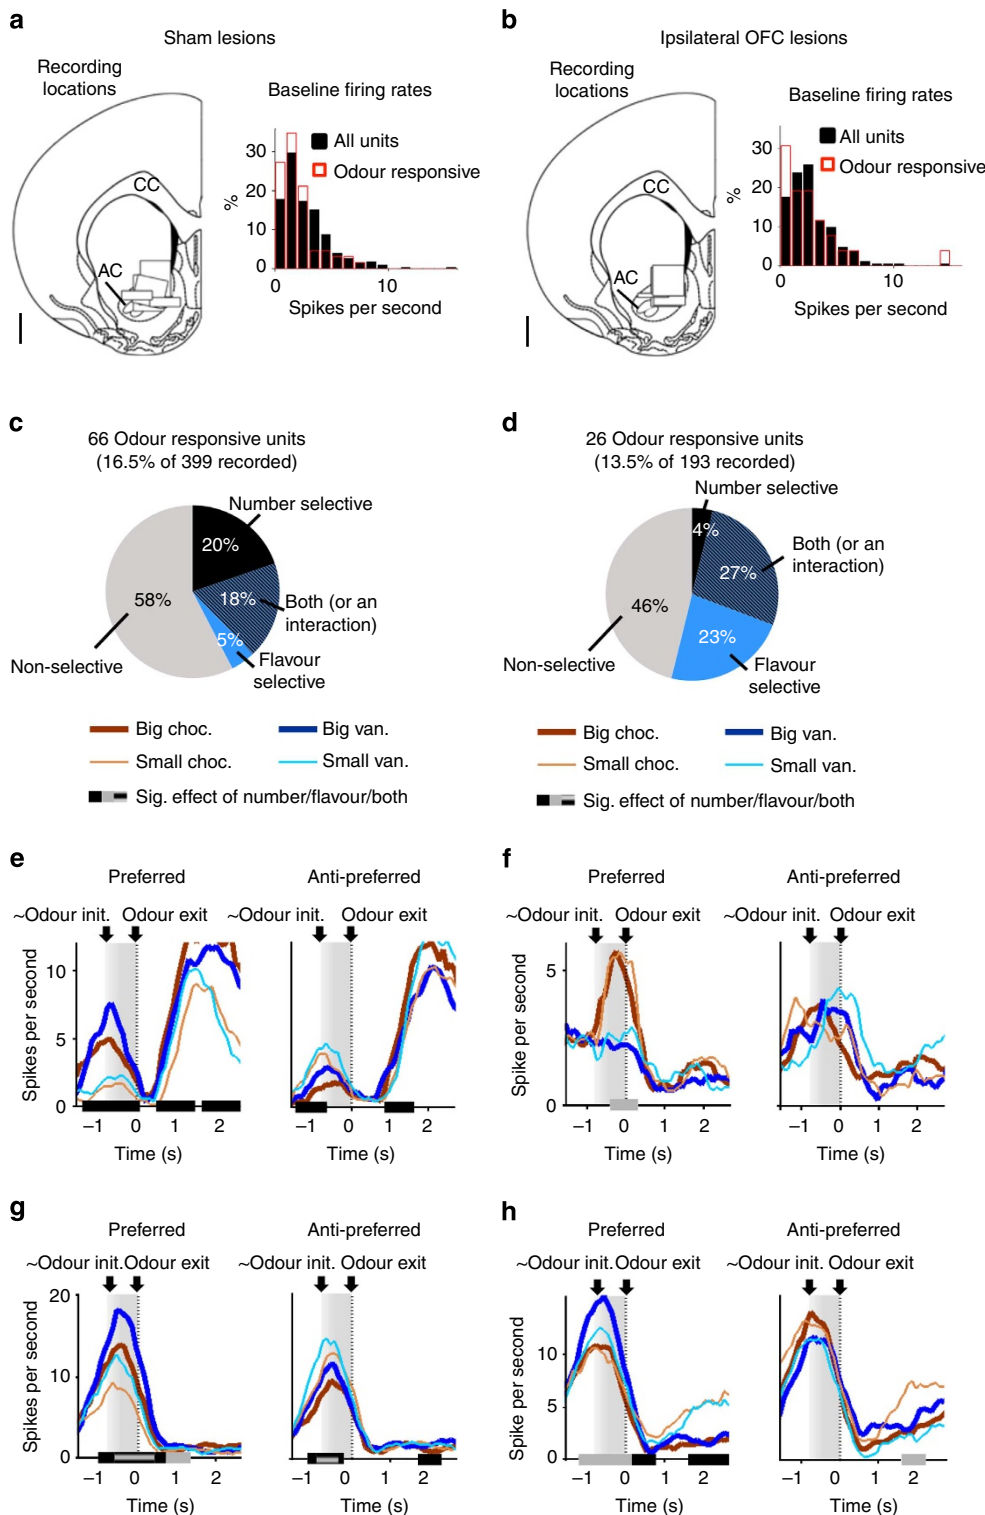 a
Sham lesions
Recording
locations
CC
AC
Baseline firing rates
All units
Odour responsive
%
30
20
10
0
0
10
Spikes per second
b
Ipsilateral OFC lesions
Recording
locations
CC
AC
Baseline firing rates
All units
Odour responsive
%
30
20
10
0
0
10
Spikes per second
c
66 Odour responsive units
(16.5% of 399 recorded)
Number selective
20%
18%
Both (or an
interaction)
58%
5%
Non-selective
Flavour
selective
Big choc.
Big van.
Small choc.
Small van.
Sig. effect of number/flavour/both
d
26 Odour responsive units
(13.5% of 193 recorded)
Number selective
4%
Both (or an
interaction)
27%
46%
23%
Non-selective
Flavour
selective
Big choc.
Big van.
Small choc.
Small van.
Sig. effect of number/flavour/both
e
Preferred
Anti-preferred
~Odour init.
Odour exit
~Odour init.
Odour exit
Spikes per second
10
5
0
–1
0
1
2
–1
0
1
2
Time (s)
Time (s)
f
Preferred
Anti-preferred
~Odour init.
Odour exit
~Odour init.
Odour exit
Spike per second
5
0
–1
0
1
2
–1
0
1
2
Time (s)
Time (s)
g
Preferred
Anti-preferred
~Odour init.
Odour exit
~Odour init.
Odour exit
Spikes per second
20
10
0
–1
0
1
2
–1
0
1
2
Time (s)
Time (s)
h
Preferred
Anti-preferred
~Odour init.
Odour exit
~Odour init.
Odour exit
Spike per second
10
5
0
–1
0
1
2
–1
0
1
2
Time (s)
Time (s)